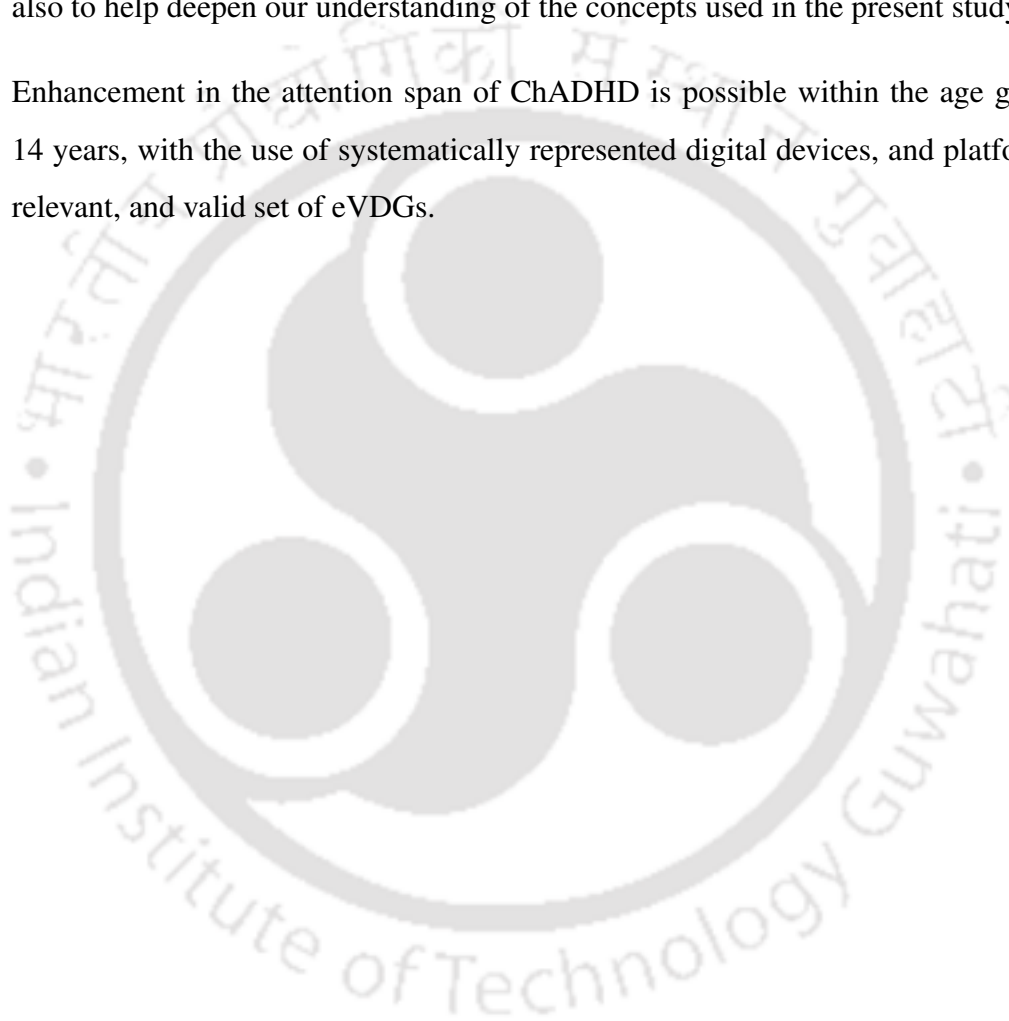 also to help deepen our understanding of the concepts used in the present study
Enhancement in the attention span of ChADHD is possible within the age g
14 years, with the use of systematically represented digital devices, and platfo
relevant, and valid set of eVDGs.
भारतीय प्रौद्योगिकी संस्थान गुवाहाटी
Indian Institute of Technology Guwahati